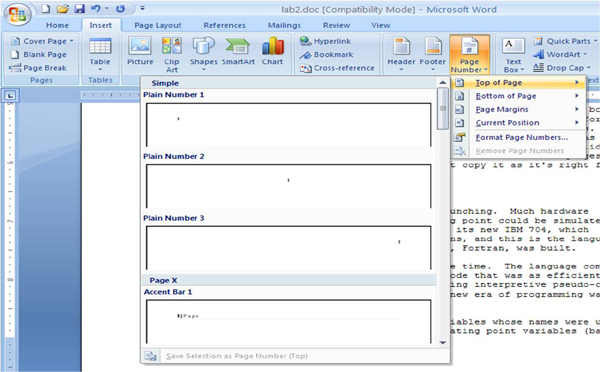 lab2.doc [Compatibility Mode] - Microsoft Word
Home Insert Page Layout References Mailings Review View
Cover Page
Blank Page
Page Break
Pages
Table
Tables
Picture
Clip Art
Shapes
SmartArt
Chart
Hyperlink
Bookmark
Cross-reference
Header
Footer
Page Number
Text Box
Quick Parts
WordArt
Drop Cap
Top of Page
Bottom of Page
Page Margins
Current Position
Format Page Numbers...
Remove Page Numbers
Simple
Plain Number 1
Plain Number 2
Plain Number 3
Page X
Accent Bar 1
1|Page
Save Selection as Page Number (Top)
t copy it as it's right f
unching. Much hardware
g point could be simulate
its new IBM 704, which
ns, and this is the langu
, Fortran, was built.
e time. The language com
ode that was as efficient
ing interpretive pseudo-c
new era of programming wa
iables whose names were u
ating point variables (ba